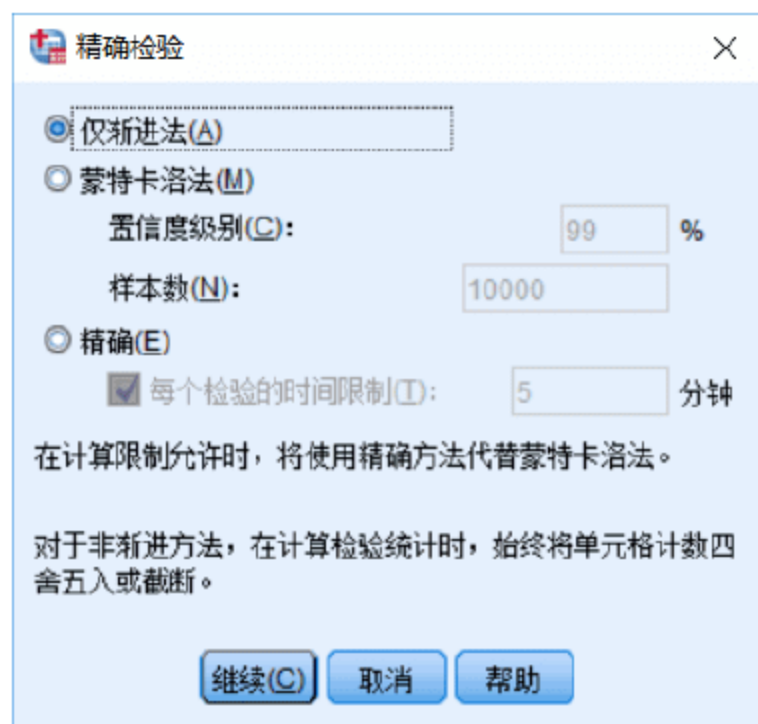 精确检验
仅渐进法(A)
蒙特卡洛法(M)
置信度级别(C): 99 %
样本数(N): 10000
精确(E)
每个检验的时间限制(T): 5 分钟
在计算限制允许时，将使用精确方法代替蒙特卡洛法。
对于非渐进方法，在计算检验统计时，始终将单元格计数四
舍五入或截断。
继续(C) 取消 帮助